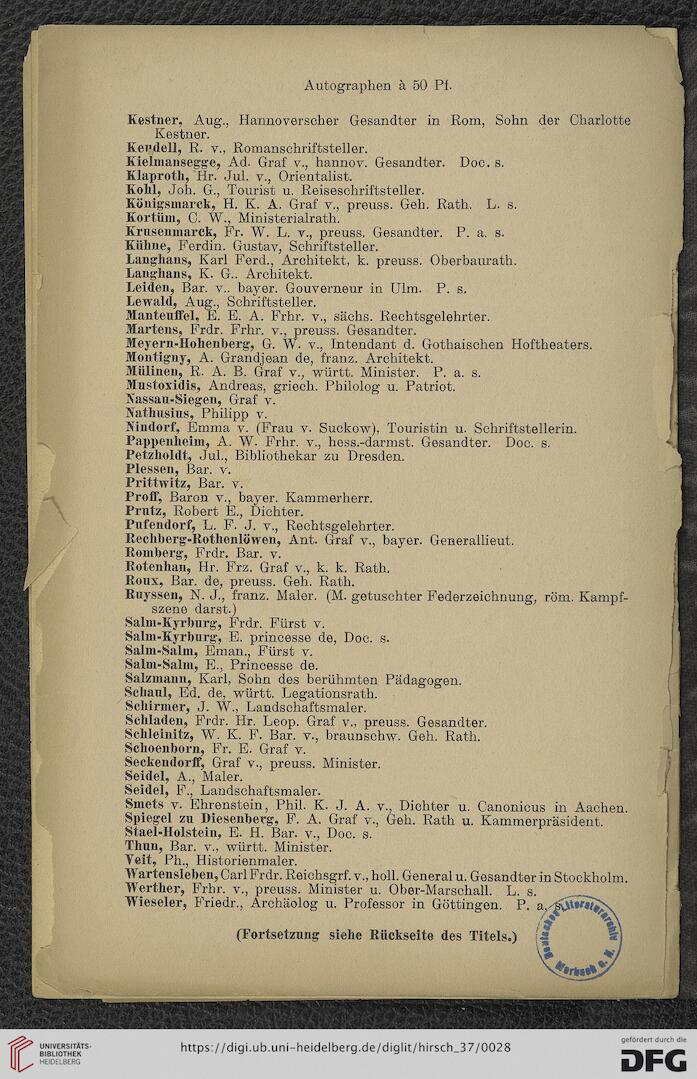 Autographen à 50 Pf.
Kestner, Aug., Hannoverscher Gesandter in Rom, Sohn der Charlotte
Kestner.
Keudell, R. v., Romanschriftsteller.
Kielmansegge, Ad. Graf v., hannov. Gesandter. Doc. s.
Klaproth, Hr. Jul. v., Orientalist.
Kohl, Joh. G., Tourist u. Reiseschriftsteller.
Königsmarck, H. K. A. Graf v., preuss. Geh. Rath. L. s.
Kortüm, C. W., Ministerialrath.
Krusenmarck, Fr. W. L. v., preuss. Gesandter. P. a. s.
Kühne, Ferdin. Gustav, Schriftsteller.
Langhans, Karl Ferd., Architekt, k. preuss. Oberbaurath.
Langhans, K. G.. Architekt.
Leiden, Bar. v.. bayer. Gouverneur in Ulm. P. s.
Lewald, Aug., Schriftsteller.
Manteuffel, E. E. A. Frhr. v., sächs. Rechtsgelehrter.
Martens, Frdr. Frhr. v., preuss. Gesandter.
Meyern-Hohenberg, G. W. v., Intendant d. Gothaischen Hoftheaters.
Montigny, A. Grandjean de, franz. Architekt.
Mülinen, R. A. B. Graf v., württ. Minister. P. a. s.
Mustoxidis, Andreas, griech. Philolog u. Patriot.
Nassau-Siegen, Graf v.
Nathusius, Philipp v.
Nindorf, Emma v. (Frau v. Suckow), Touristin u. Schriftstellerin.
Pappenheim, A. W. Frhr. v., hess.-darmst. Gesandter. Doc. s.
Petzholdt, Jul., Bibliothekar zu Dresden.
Plessen, Bar. v.
Prittwitz, Bar. v.
Proff, Baron v., bayer. Kammerherr.
Prutz, Robert E., Dichter.
Pufendorf, L. F. J. v., Rechtsgelehrter.
Rechberg-Rothenlöwen, Ant. Graf v., bayer. Generallieut.
Romberg, Frdr. Bar. v.
Rotenhan, Hr. Frz. Graf v., k. k. Rath.
Roux, Bar. de, preuss. Geh. Rath.
Ruyssen, N. J., franz. Maler. (M. getuschter Federzeichnung, röm. Kampf-
szene darst.)
Salm-Kyrburg, Frdr. Fürst v.
Salm-Kyrburg, E. princesse de, Doc. s.
Salm-Salm, Eman., Fürst v.
Salm-Salm, E., Princesse de.
Salzmann, Karl, Sohn des berühmten Pädagogen.
Schaul, Ed. de, württ. Legationsrath.
Schirmer, J. W., Landschaftsmaler.
Schladen, Frdr. Hr. Leop. Graf v., preuss. Gesandter.
Schleinitz, W. K. F. Bar. v., braunschw. Geh. Rath.
Schoenborn, Fr. E. Graf v.
Seckendorff, Graf v., preuss. Minister.
Seidel, A., Maler.
Seidel, F., Landschaftsmaler.
Smets v. Ehrenstein, Phil. K. J. A. v., Dichter u. Canonicus in Aachen.
Spiegel zu Diesenberg, F. A. Graf v., Geh. Rath u. Kammerpräsident.
Stael-Holstein, E. H. Bar. v., Doc. s.
Thun, Bar. v., württ. Minister.
Veit, Ph., Historienmaler.
Wartensleben, Carl Frdr. Reichsgrf. v., holl. General u. Gesandter in Stockholm.
Werther, Frhr. v., preuss. Minister u. Ober-Marschall. L. s.
Wieseler, Friedr., Archäolog u. Professor in Göttingen. P. a. s.
(Fortsetzung siehe Rückseite des Titels.)
Deutsches Literaturarchiv
Marbach a. N.
UNIVERSITÄTS-
BIBLIOTHEK
HEIDELBERG
https://digi.ub.uni-heidelberg.de/diglit/hirsch_37/0028
gefördert durch die
DFG